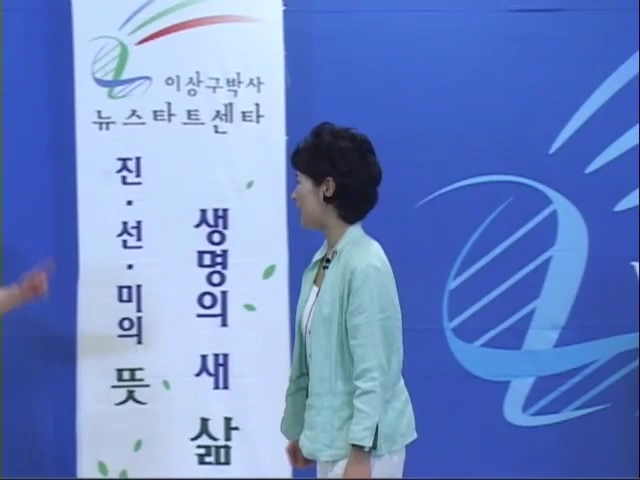 이상구박사
뉴스타트센타
진·선·미의 뜻
생명의 새 삶